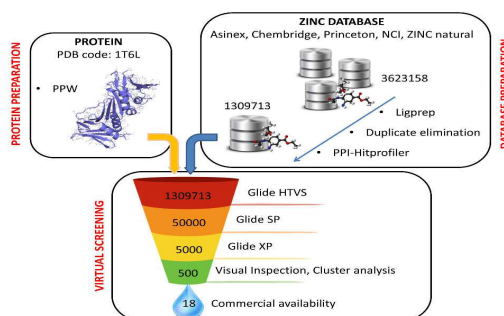 PROTEIN PREPARATION
PROTEIN
PDB code: 1T6L
• PPW
ZINC DATABASE
Asinex, Chembridge, Princeton, NCI, ZINC natural
3623158
1309713
• Ligprep
• Duplicate elimination
• PPI-Hitprofiler
DATABASE PREPARATION
VIRTUAL SCREENING
1309713 Glide HTVS
50000 Glide SP
5000 Glide XP
500 Visual Inspection, Cluster analysis
18 Commercial availability